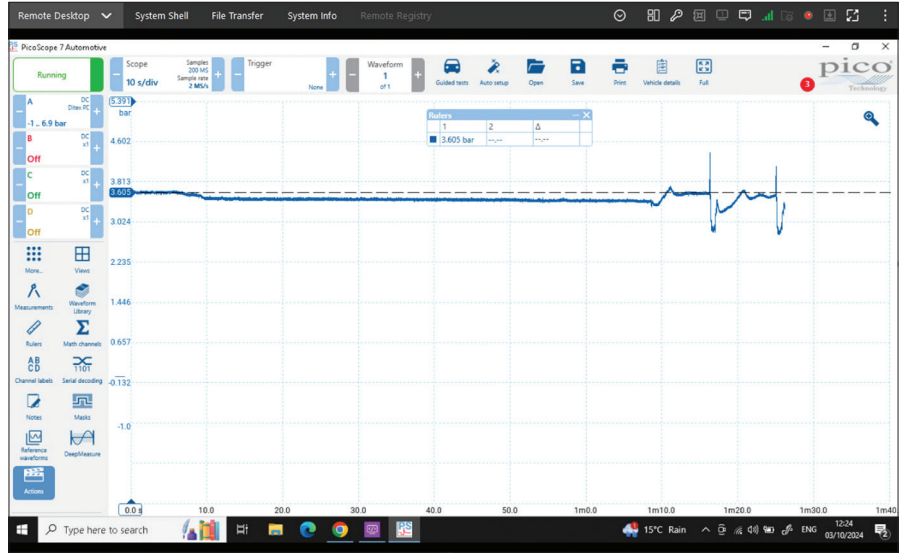 Remote Desktop System Shell File Transfer System Info Remote Registry
PicoScope 7 Automotive
Running
Scope
10 s/div
Samples
200 MS
Sample rate
2 MS/s
Trigger
None
Waveform
1
of 1
Guided tests Auto setup Open Save Print Vehicle details Full
3
pico
Technology
A DC
Ditex PT
-1 .. 6.9 bar
B DC
x1
Off
C DC
x1
Off
D DC
x1
Off
More... Views
Measurements Waveform
Library
Rulers Math channels
AB
CD
1101
Channel labels Serial decoding
Notes Masks
Reference
waveforms DeepMeasure
Actions
5.391
bar
4.602
3.813
3.605
3.024
2.235
1.446
0.657
-0.132
-1.0
Rulers
1 2 Δ
3.605 bar --.-- --.--
0.0 s 10.0 20.0 30.0 40.0 50.0 1m0.0 1m10.0 1m20.0 1m30.0 1m40
Type here to search
15°C Rain
ENG
12:24
03/10/2024
2